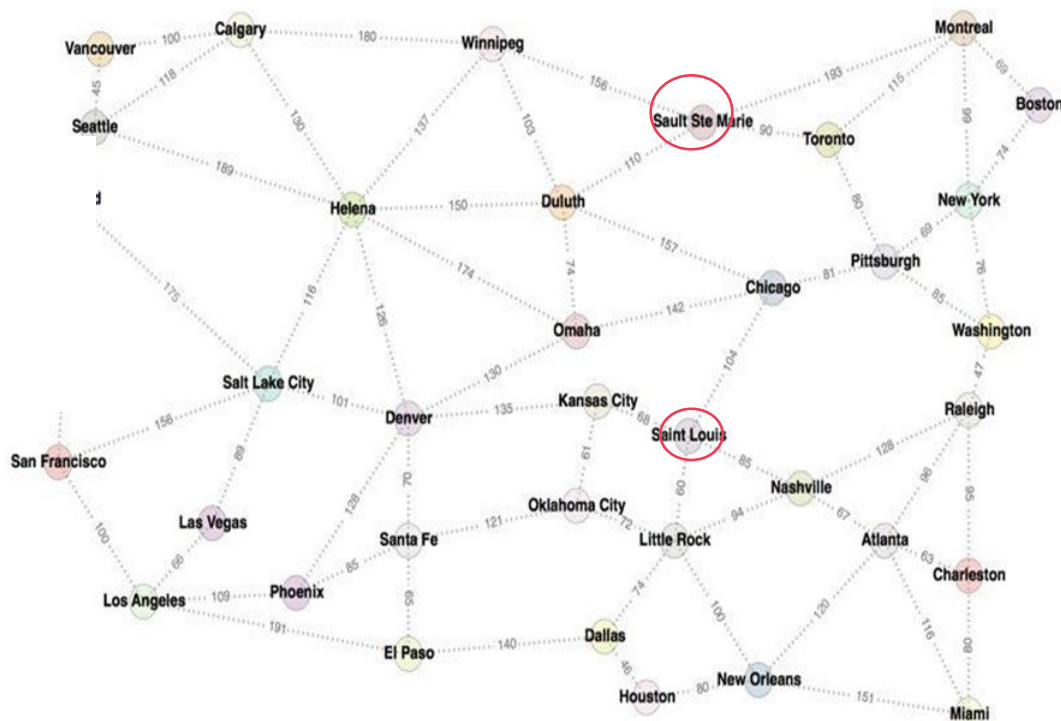 Calgary
Montreal
100
180
Winnipeg
Vancouver
69
118
156
193
115
45
Boston
Seattle
130
137
103
Sault Ste Marie
90
Toronto
66
74
110
189
d
Helena
150
Duluth
80
New York
69
157
Pittsburgh
76
174
74
81
85
175
116
126
142
Chicago
Omaha
Washington
130
104
47
Salt Lake City
101
Denver
135
Kansas City
68
Saint Louis
Raleigh
156
128
San Francisco
89
61
85
70
128
60
Nashville
96
95
Oklahoma City
94
67
Las Vegas
121
72
100
Santa Fe
Little Rock
Atlanta
66
85
63
Charleston
Los Angeles
109
Phoenix
65
74
100
120
191
116
80
El Paso
140
Dallas
46
New Orleans
Houston
80
151
Miami